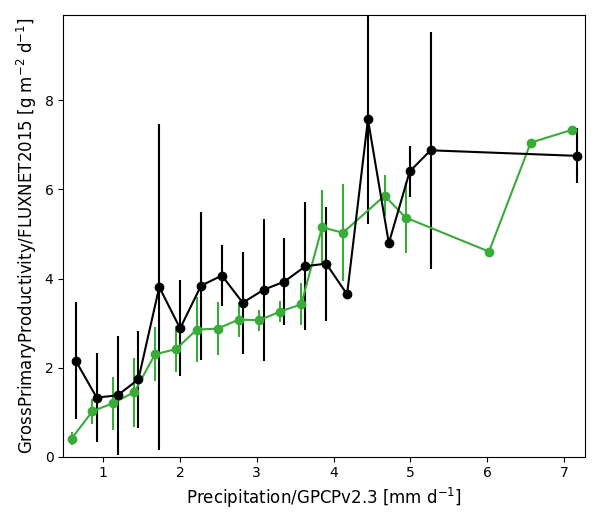 GrossPrimaryProductivity/FLUXNET2015 [g m⁻² d⁻¹]
8
6
4
2
0
1 2 3 4 5 6 7
Precipitation/GPCPv2.3 [mm d⁻¹]